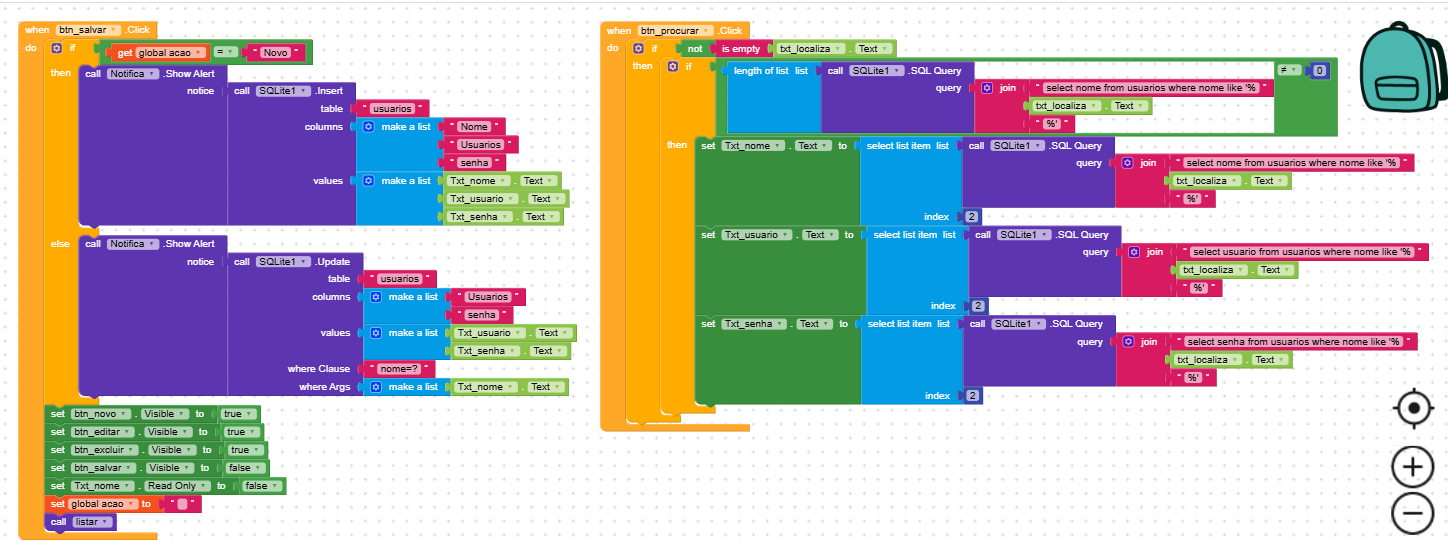 when btn_salvar .Click
do if get global acao = " Novo "
then call Notifica .Show Alert
notice call SQLite1 .Insert
table " usuarios "
columns make a list " Nome "
" Usuarios "
" senha "
values make a list Txt_nome . Text
Txt_usuario . Text
Txt_senha . Text
else call Notifica .Show Alert
notice call SQLite1 .Update
table " usuarios "
columns make a list " Usuarios "
" senha "
values make a list Txt_usuario . Text
Txt_senha . Text
where Clause " nome=? "
where Args make a list Txt_nome . Text
set btn_novo . Visible to true
set btn_editar . Visible to true
set btn_excluir . Visible to true
set btn_salvar . Visible to false
set Txt_nome . Read Only to false
set global acao to " "
call listar
when btn_procurar .Click
do if not is empty txt_localiza . Text
then if length of list list call SQLite1 .SQL Query ≠ 0
query join " select nome from usuarios where nome like '% "
txt_localiza . Text
" %' "
then set Txt_nome . Text to select list item list call SQLite1 .SQL Query
query join " select nome from usuarios where nome like '% "
txt_localiza . Text
" %' "
index 2
set Txt_usuario . Text to select list item list call SQLite1 .SQL Query
query join " select usuario from usuarios where nome like '% "
txt_localiza . Text
" %' "
index 2
set Txt_senha . Text to select list item list call SQLite1 .SQL Query
query join " select senha from usuarios where nome like '% "
txt_localiza . Text
" %' "
index 2